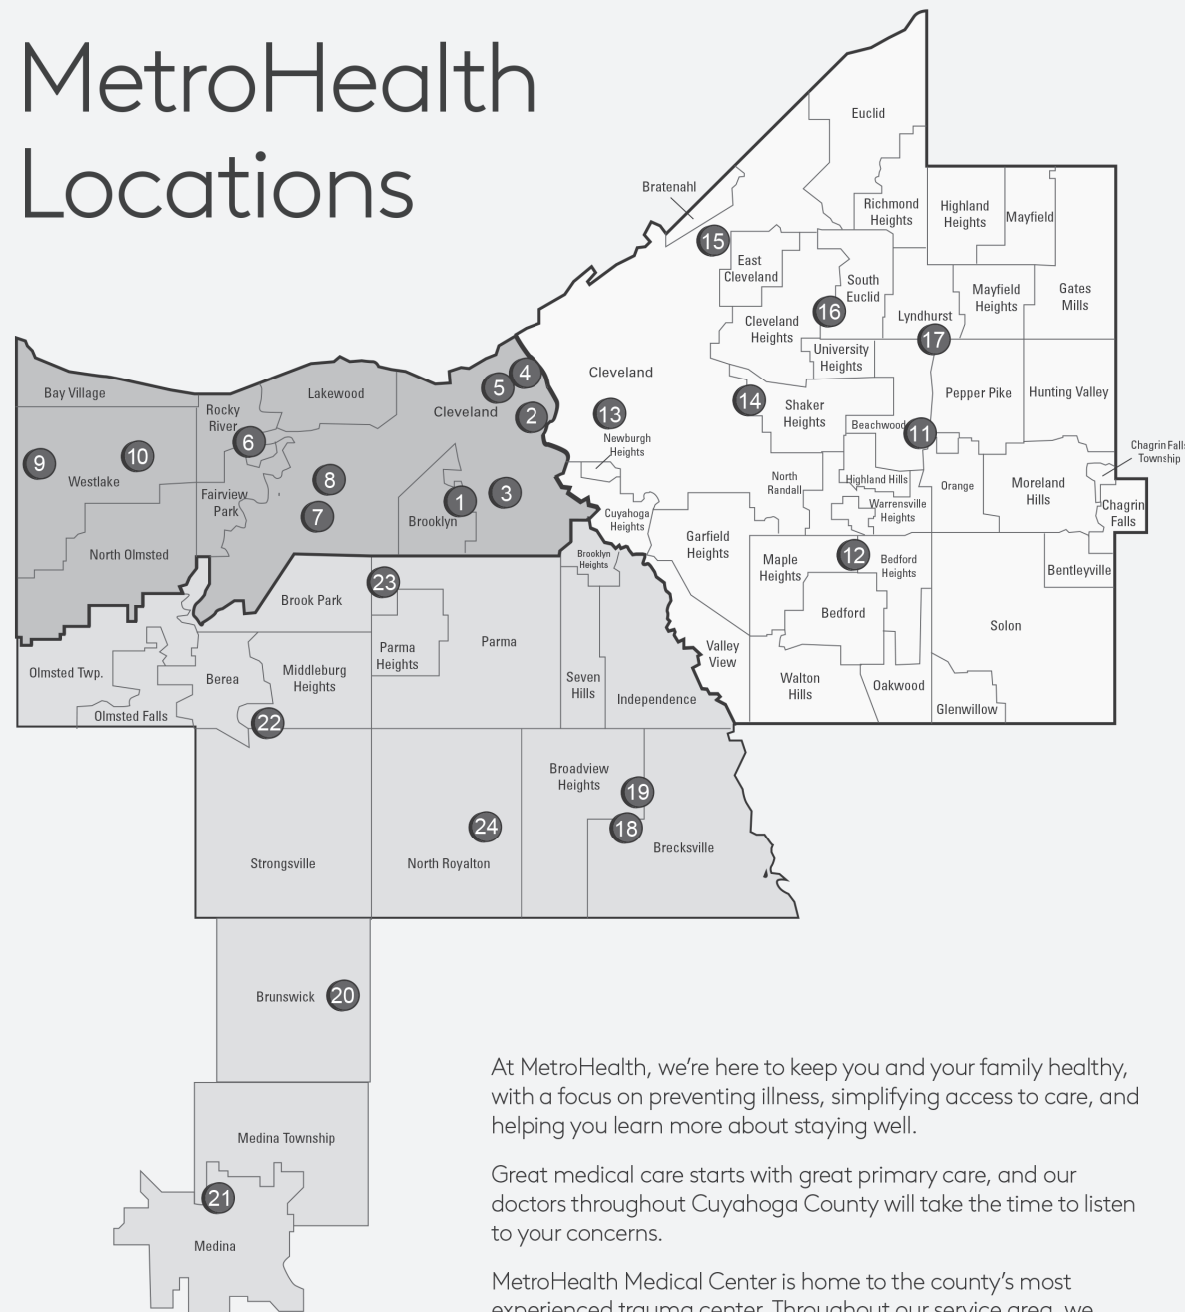 MetroHealth
Locations
Euclid
Bratenahl
Richmond
Heights
Highland
Heights
Mayfield
15
East
Cleveland
South
Euclid
Mayfield
Heights
Gates
Mills
16
Cleveland
Heights
Lyndhurst
17
University
Heights
Cleveland
4
5
Bay Village
Lakewood
Rocky
River
Cleveland
2
13
14
Shaker
Heights
Pepper Pike
Hunting Valley
Beachwood
11
6
Newburgh
Heights
Chagrin Falls
Township
9
10
Westlake
8
7
Fairview
Park
1
3
Brooklyn
North
Randall
Highland Hills
Orange
Moreland
Hills
Chagrin
Falls
Cuyahoga
Heights
Warrensville
Heights
North Olmsted
Garfield
Heights
Maple
Heights
12
Bedford
Heights
Bentleyville
Brooklyn
Heights
23
Brook Park
Bedford
Solon
Parma
Parma
Heights
Valley
View
Olmsted Twp.
Berea
Middleburg
Heights
Seven
Hills
Independence
Walton
Hills
Oakwood
Glenwillow
Olmsted Falls
22
Broadview
Heights
19
18
24
Brecksville
Strongsville
North Royalton
Brunswick
20
Medina Township
21
Medina
At MetroHealth, we’re here to keep you and your family healthy,
with a focus on preventing illness, simplifying access to care, and
helping you learn more about staying well.
Great medical care starts with great primary care, and our
doctors throughout Cuyahoga County will take the time to listen
to your concerns.
MetroHealth Medical Center is home to the county’s most
experienced trauma center. Throughout our service area, we